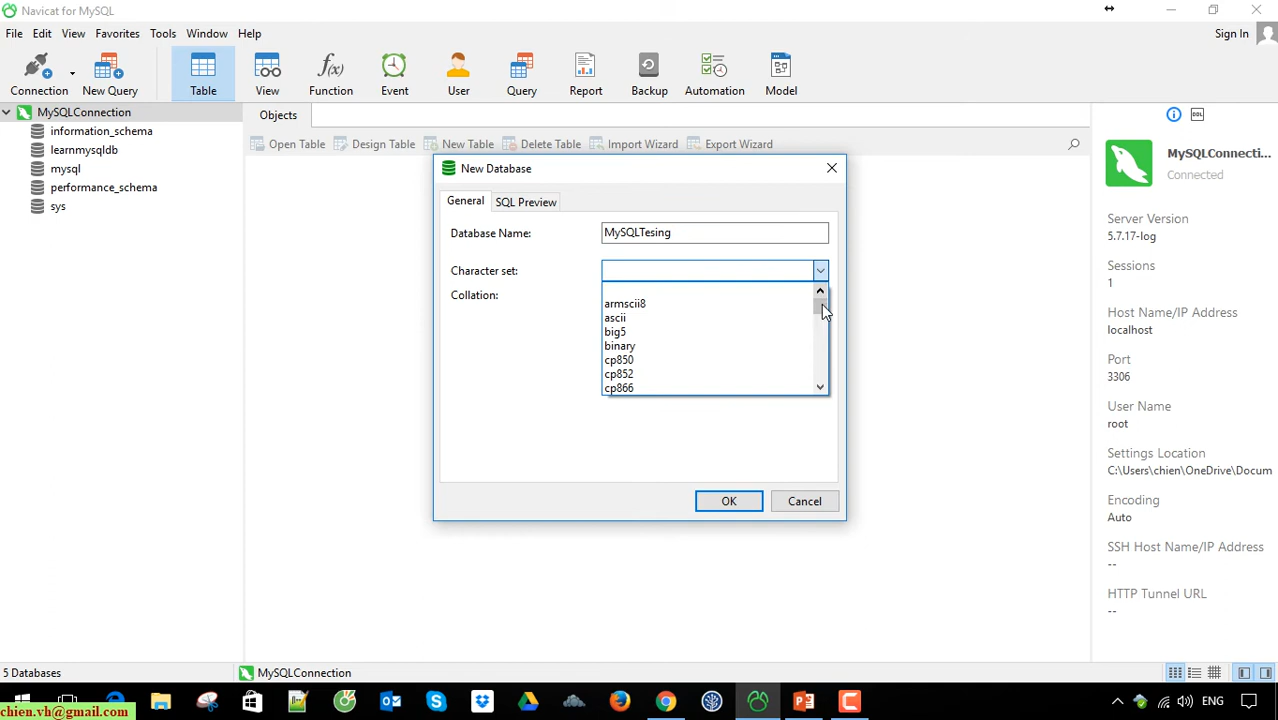 Navicat for MySQL
File Edit View Favorites Tools Window Help
Sign In
Connection New Query Table View f(x) Function Event User Query Report Backup Automation Model
MySQLConnection
information_schema
learnmysqldb
mysql
performance_schema
sys
Objects
Open Table Design Table New Table Delete Table Import Wizard Export Wizard
New Database
General SQL Preview
Database Name: MySQLTesing
Character set:
Collation:
armscii8
ascii
big5
binary
cp850
cp852
cp866
OK Cancel
DDL
MySQLConnecti...
Connected
Server Version
5.7.17-log
Sessions
1
Host Name/IP Address
localhost
Port
3306
User Name
root
Settings Location
C:\Users\chien\OneDrive\Docum
Encoding
Auto
SSH Host Name/IP Address
--
HTTP Tunnel URL
--
5 Databases MySQLConnection
ENG
chien.vh@gmail.com